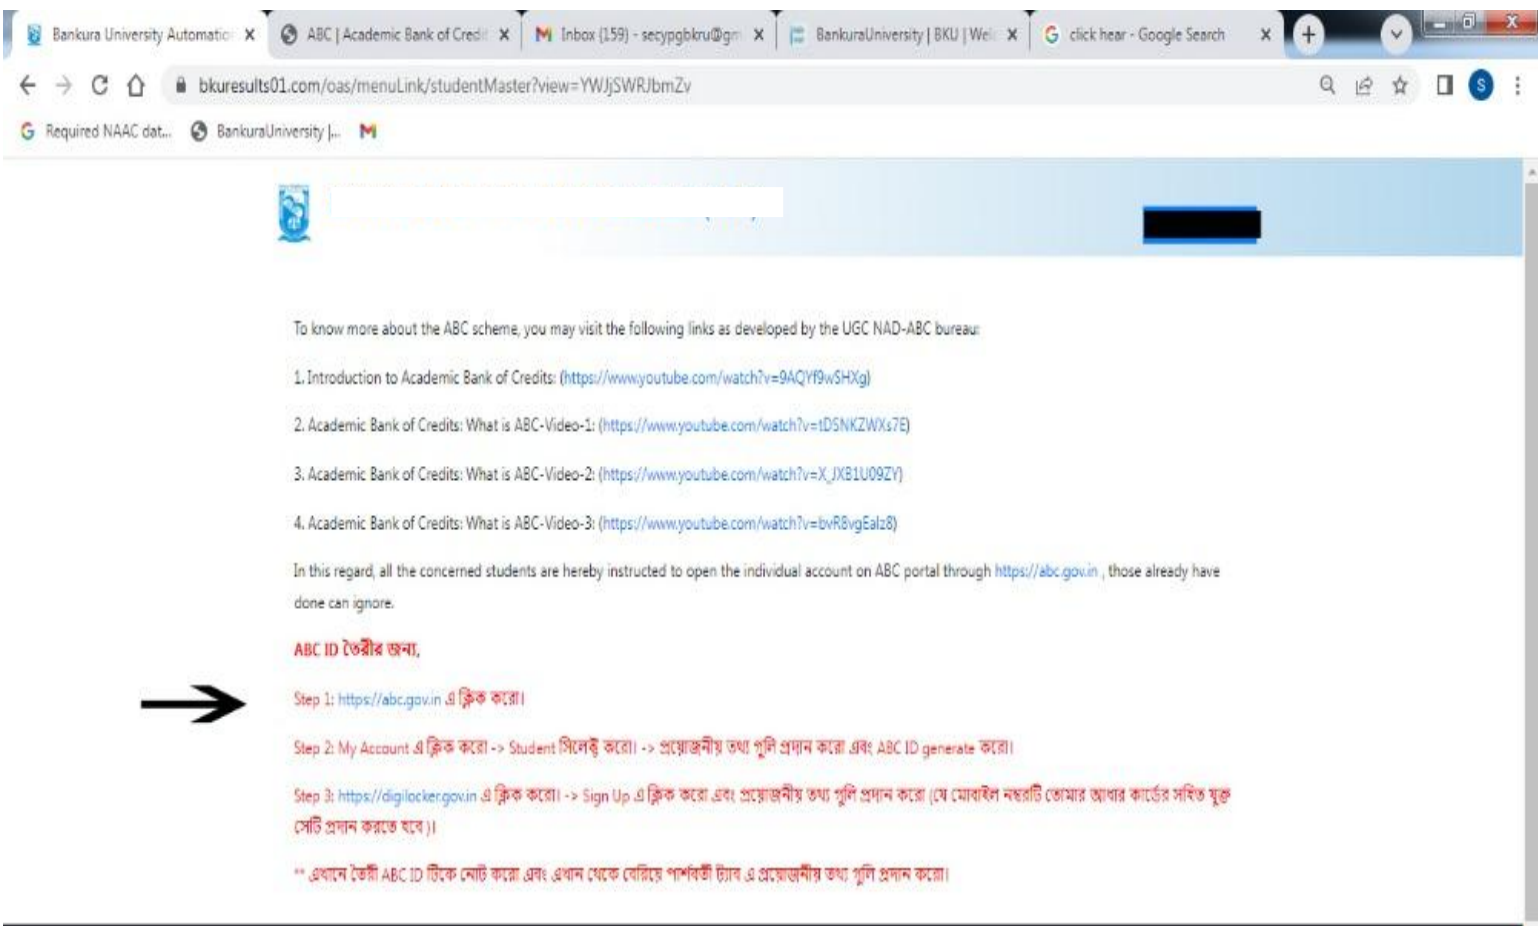 Bankura University Automatio
ABC | Academic Bank of Credi
Inbox (159) - secypgbkru@gm
BankuraUniversity | BKU | Wel
click hear - Google Search
bkuresults01.com/oas/menuLink/studentMaster?view=YWJjSWRJbmZv
S
Required NAAC dat...
BankuraUniversity |...
To know more about the ABC scheme, you may visit the following links as developed by the UGC NAD-ABC bureau:
1. Introduction to Academic Bank of Credits: (https://www.youtube.com/watch?v=9AQYf9wSHXg)
2. Academic Bank of Credits: What is ABC-Video-1: (https://www.youtube.com/watch?v=tDSNKZWXs7E)
3. Academic Bank of Credits: What is ABC-Video-2: (https://www.youtube.com/watch?v=X_JXB1U09ZY)
4. Academic Bank of Credits: What is ABC-Video-3: (https://www.youtube.com/watch?v=bvR8vgEalz8)
In this regard, all the concerned students are hereby instructed to open the individual account on ABC portal through https://abc.gov.in , those already have
done can ignore.
ABC ID তৈরীর জন্য,
Step 1: https://abc.gov.in এ ক্লিক করো।
Step 2: My Account এ ক্লিক করো -> Student সিলেক্ট করো। -> প্রয়োজনীয় তথ্য গুলি প্রদান করো এবং ABC ID generate করো।
Step 3: https://digilocker.gov.in এ ক্লিক করো। -> Sign Up এ ক্লিক করো এবং প্রয়োজনীয় তথ্য গুলি প্রদান করো (যে মোবাইল নম্বরটি তোমার আধার কার্ডের সহিত যুক্ত
সেটি প্রদান করতে হবে )।
** এখানে তৈরী ABC ID টিকে নোট করো এবং এখান থেকে বেরিয়ে পার্শবর্তী ট্যাব এ প্রয়োজনীয় তথ্য গুলি প্রদান করো।